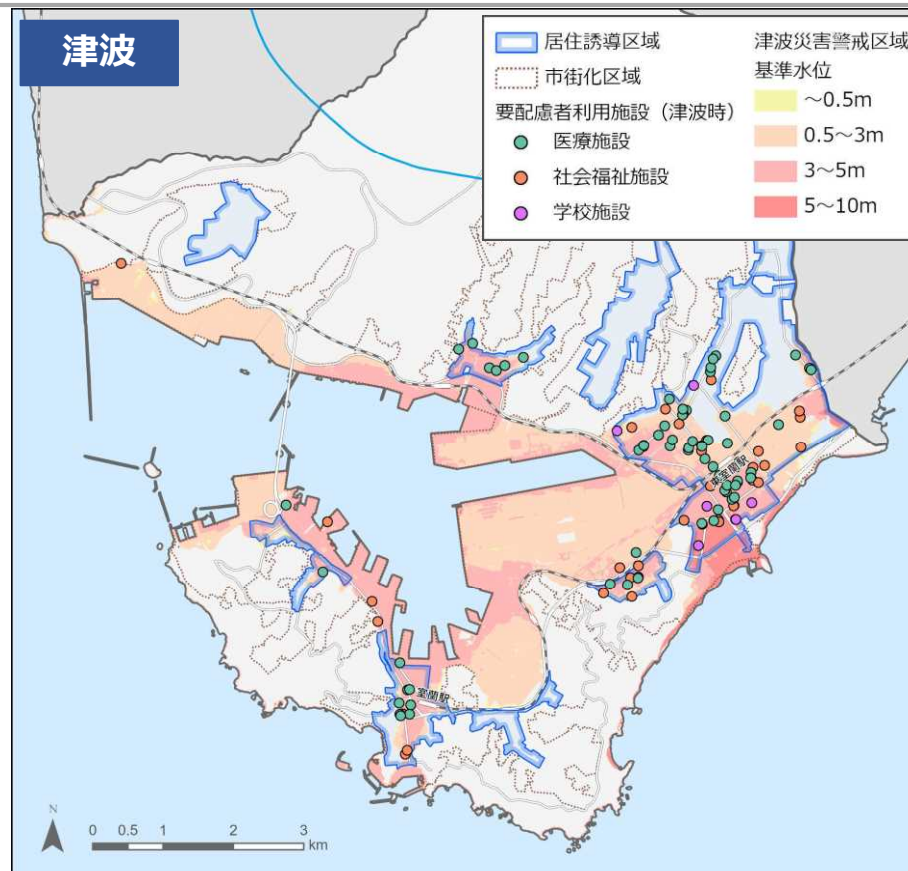 津波
居住誘導区域
市街化区域
要配慮者利用施設（津波時）
医療施設
社会福祉施設
学校施設
津波災害警戒区域
基準水位
～0.5m
0.5～3m
3～5m
5～10m
東室蘭駅
室蘭駅
N
0 0.5 1 2 3
km